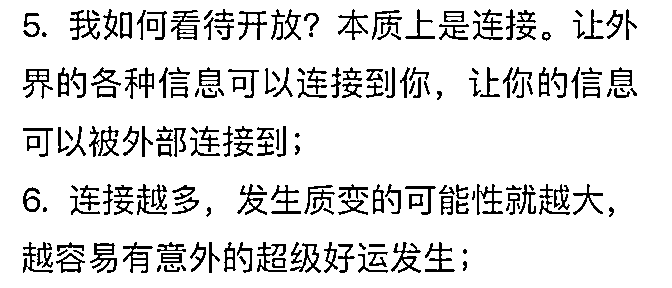 5. 我如何看待开放？本质上是连接。让外
界的各种信息可以连接到你，让你的信息
可以被外部连接到；
6. 连接越多，发生质变的可能性就越大，
越容易有意外的超级好运发生；